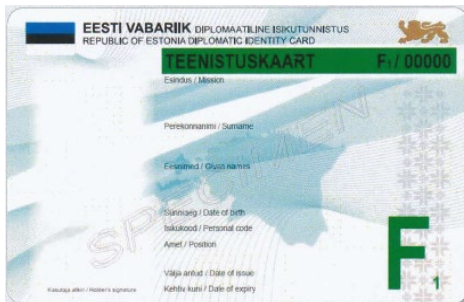 EESTI VABARIIK DIPLOMAATILINE ISIKUTUNNISTUS
REPUBLIC OF ESTONIA DIPLOMATIC IDENTITY CARD
TEENISTUSKAART F1/ 00000
Esindus / Mission
Perekonnanimi / Surname
Eesnimed / Given names
SPECIMEN
Sünniaeg / Date of birth
Isikukood / Personal code
Amet / Position
Välja antud / Date of issue
Kasutaja allkiri / Holder's signature
Kehtiv kuni / Date of expiry
F 1